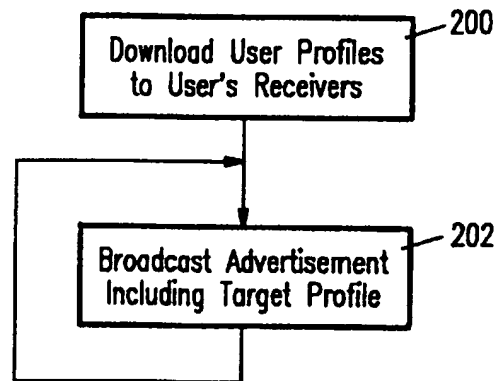 200
Download User Profiles
to User's Receivers
202
Broadcast Advertisement
Including Target Profile